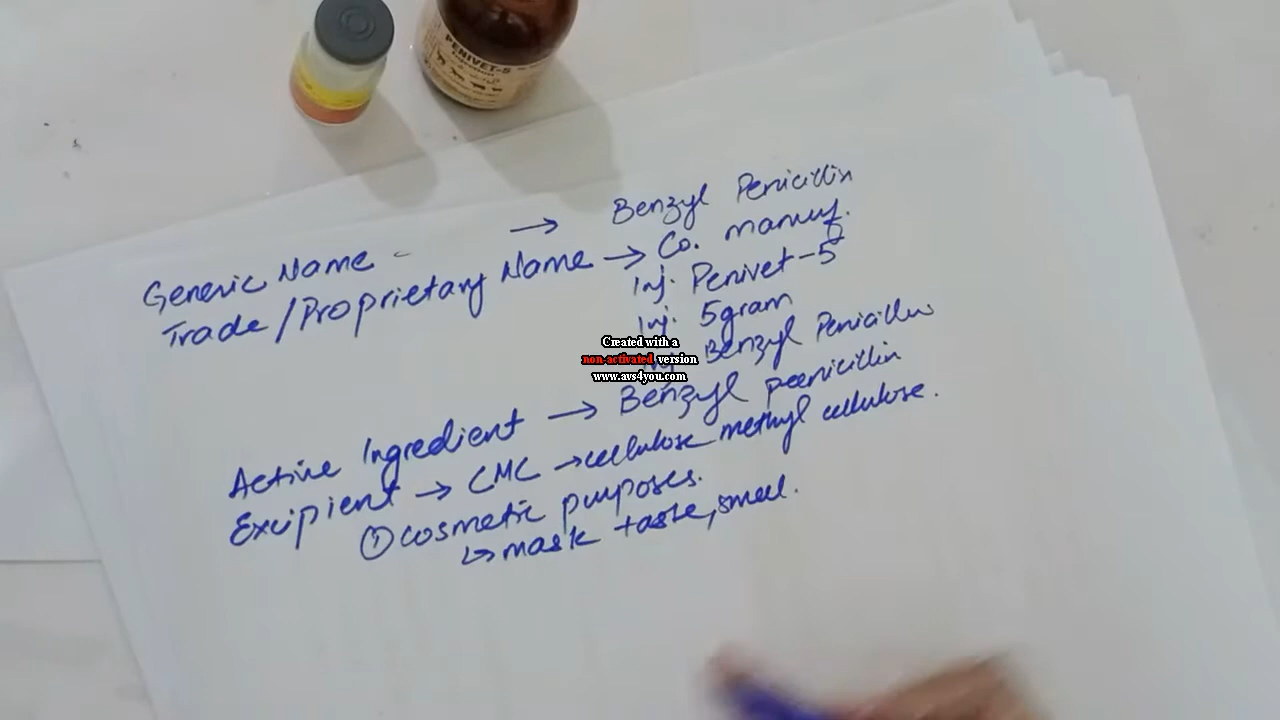 PENIVET-5
Generic Name - → Benzyl Penicillin
Trade/Proprietary Name → Co. manuf.
Inj. Penivet-5
Inj. 5gram
Inj. Benzyl Penicillin
Active Ingredient → Benzyl peenicillin
Excipient → CMC → cellulose methyl cellulose.
① cosmetic purposes.
↳ mask taste, smell.
Created with a
non-activated version
www.avs4you.com